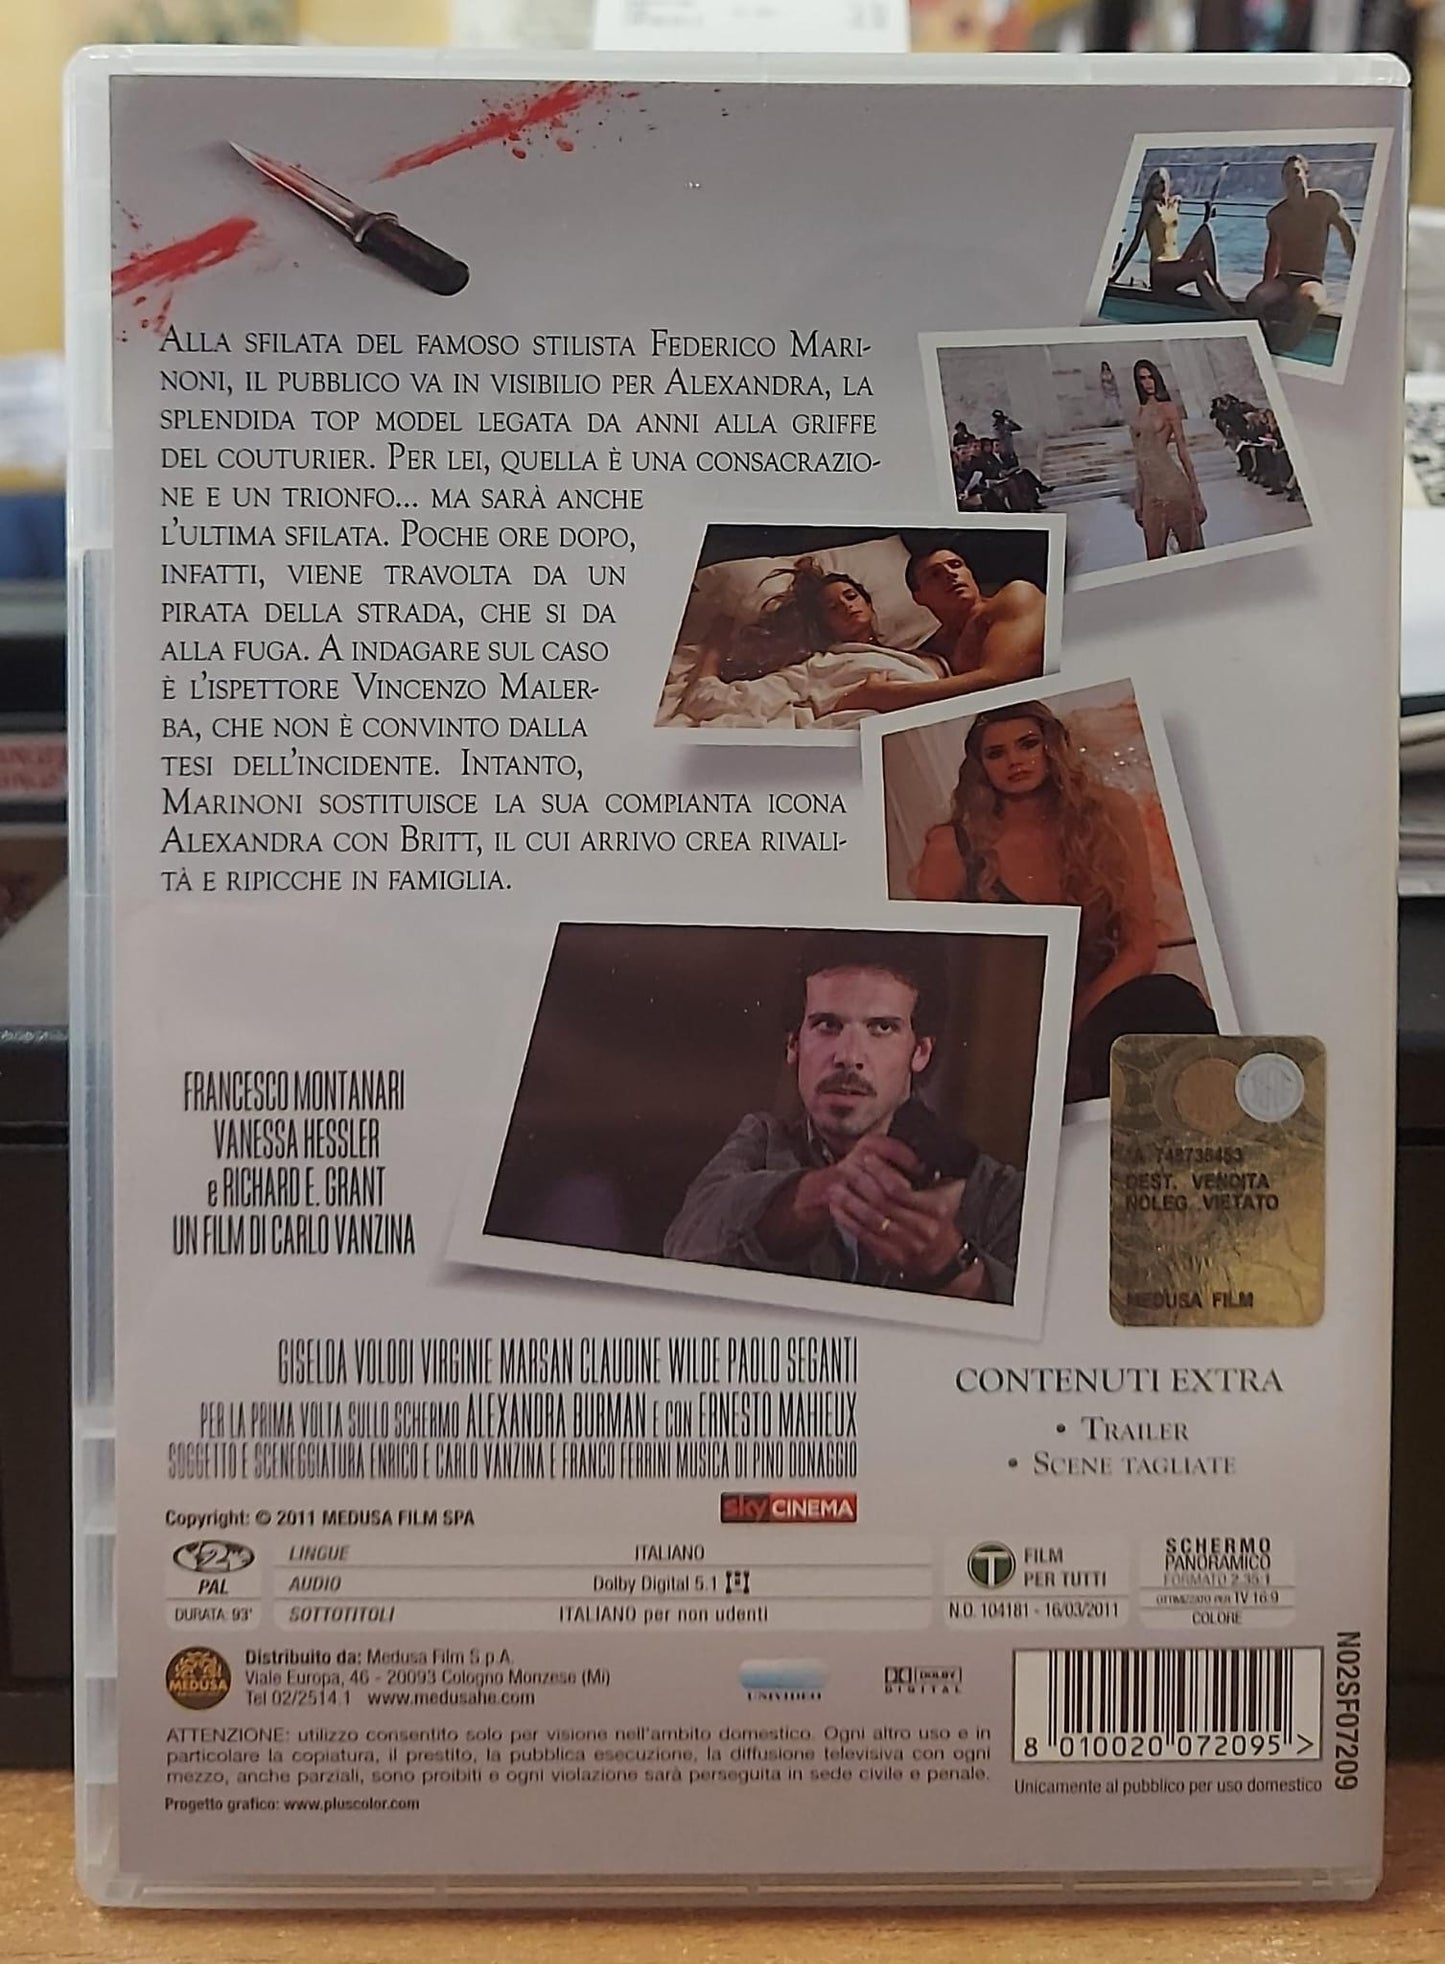 Alla sfilata del famoso stilista Federico Mari-
noni, il pubblico va in visibilio per Alexandra, la
splendida top model legata da anni alla griffe
del couturier. Per lei, quella è una consacrazio-
ne e un trionfo... ma sarà anche
l'ultima sfilata. Poche ore dopo,
infatti, viene travolta da un
pirata della strada, che si da
alla fuga. A indagare sul caso
è l'ispettore Vincenzo Maler-
ba, che non è convinto dalla
tesi dell'incidente. Intanto,
Marinoni sostituisce la sua compianta icona
Alexandra con Britt, il cui arrivo crea rivali-
tà e ripicche in famiglia.
FRANCESCO MONTANARI
VANESSA HESSLER
e RICHARD E. GRANT
UN FILM DI CARLO VANZINA
748736453
DEST. VENDITA
NOLEG. VIETATO
MEDUSA FILM
GISELDA VOLODI VIRGINIE MARSAN CLAUDINE WILDE PAOLO SEGANTI
PER LA PRIMA VOLTA SULLO SCHERMO ALEXANDRA BURMAN E CON ERNESTO MAHIEUX
SOGGETTO E SCENEGGIATURA ENRICO E CARLO VANZINA E FRANCO FERRINI MUSICA DI PINO DONAGGIO
CONTENUTI EXTRA
• Trailer
• Scene tagliate
Copyright: © 2011 MEDUSA FILM SPA
sky CINEMA
2
PAL
DURATA: 93'
LINGUE ITALIANO
AUDIO Dolby Digital 5.1
SOTTOTITOLI ITALIANO per non udenti
T FILM
PER TUTTI
N.O. 104181 - 16/03/2011
SCHERMO
PANORAMICO
FORMATO 2.35:1
OTTIMIZZATO PER TV 16:9
COLORE
MEDUSA
Distribuito da: Medusa Film S.p.A.
Viale Europa, 46 - 20093 Cologno Monzese (Mi)
Tel 02/2514.1 www.medusahe.com
UNIVIDEO
DOLBY
DIGITAL
ATTENZIONE: utilizzo consentito solo per visione nell'ambito domestico. Ogni altro uso e in
particolare la copiatura, il prestito, la pubblica esecuzione, la diffusione televisiva con ogni
mezzo, anche parziali, sono proibiti e ogni violazione sarà perseguita in sede civile e penale.
Progetto grafico: www.pluscolor.com
8 010020 072095 >
Unicamente al pubblico per uso domestico
N02SF07209